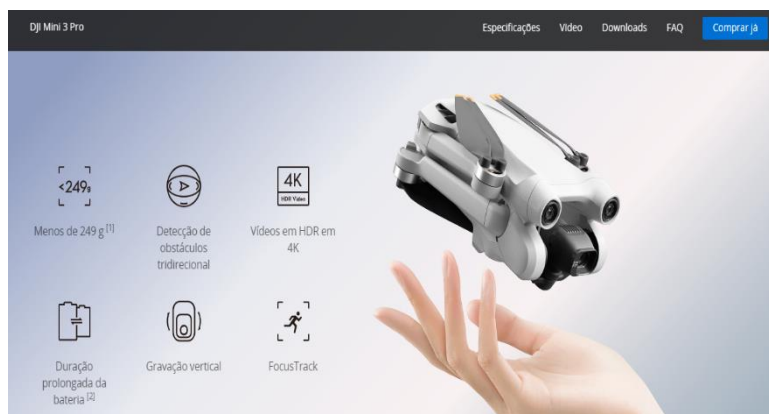 DJI Mini 3 Pro
Especificações Video Downloads FAQ Comprar já
<249g
Menos de 249 g [1]
Detecção de
obstáculos
tridirecional
4K
HDR Video
Vídeos em HDR em
4K
Duração
prolongada da
bateria [2]
Gravação vertical
FocusTrack